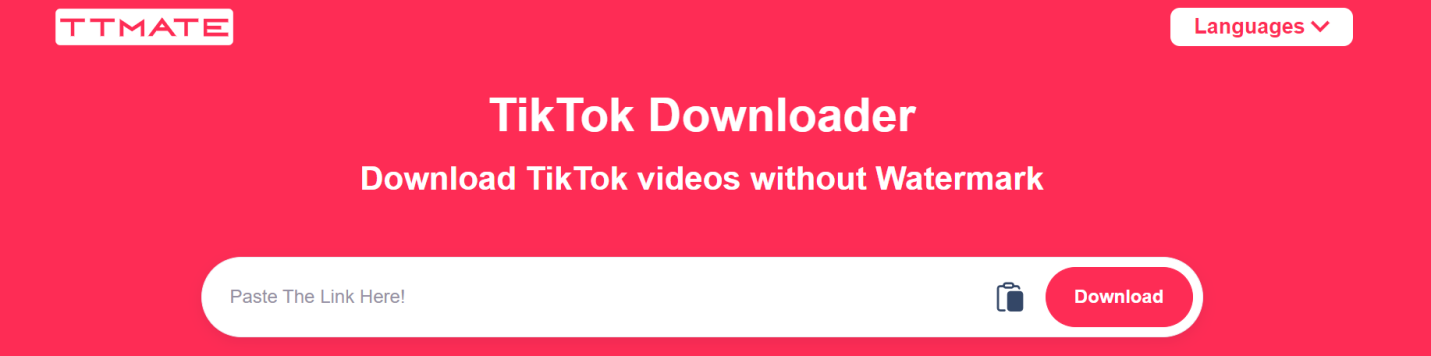 TTMATE
Languages
TikTok Downloader
Download TikTok videos without Watermark
Paste The Link Here!
Download